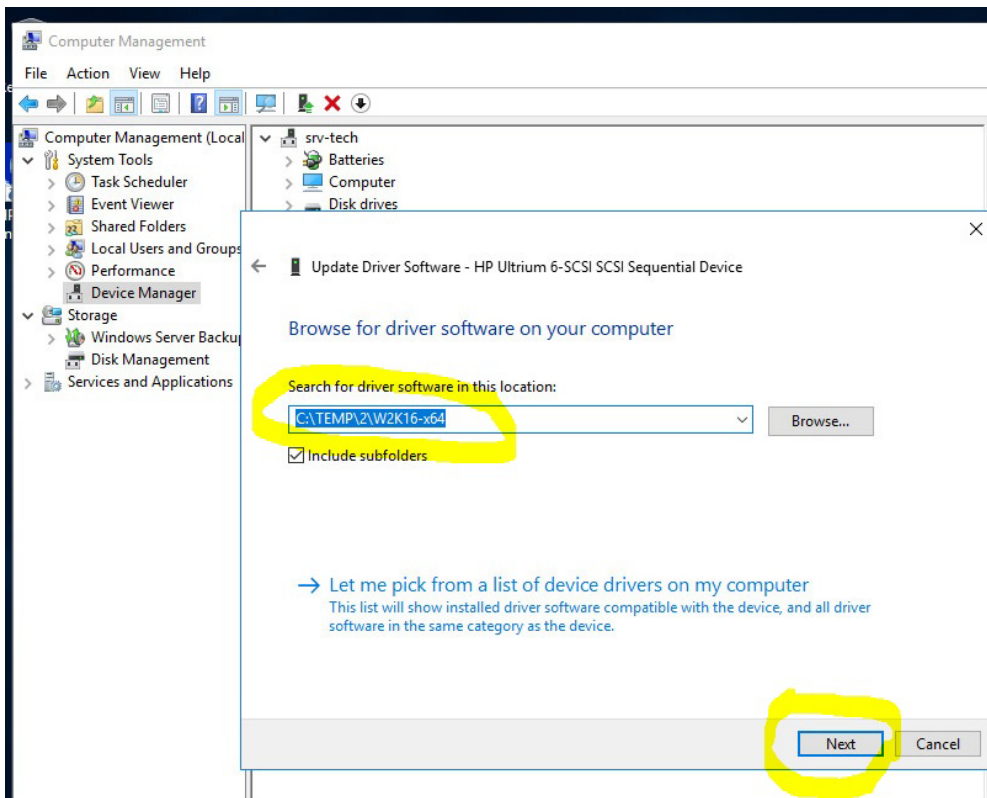 Computer Management
File Action View Help
Computer Management (Local
System Tools
Task Scheduler
Event Viewer
Shared Folders
Local Users and Groups
Performance
Device Manager
Storage
Windows Server Backup
Disk Management
Services and Applications
srv-tech
Batteries
Computer
Disk drives
Update Driver Software - HP Ultrium 6-SCSI SCSI Sequential Device
Browse for driver software on your computer
Search for driver software in this location:
C:\TEMP\2\W2K16-x64
Browse...
Include subfolders
Let me pick from a list of device drivers on my computer
This list will show installed driver software compatible with the device, and all driver
software in the same category as the device.
Next Cancel